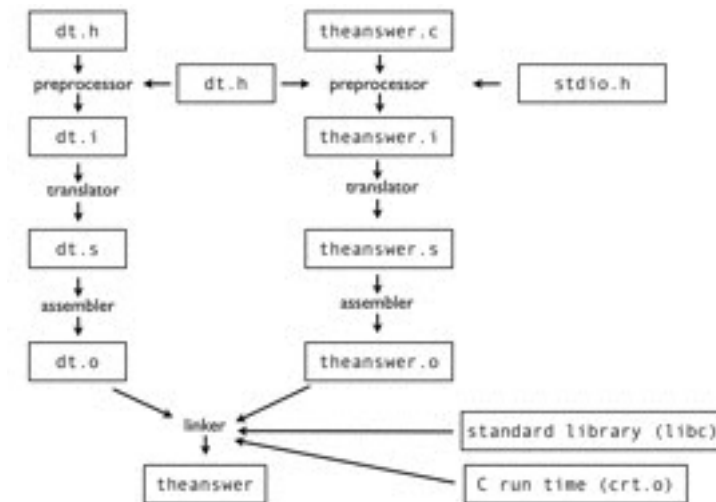 dt.h theanswer.c
preprocessor dt.h preprocessor stdio.h
dt.i theanswer.i
translator translator
dt.s theanswer.s
assembler assembler
dt.o theanswer.o
linker
standard library (libc)
theanswer
C run time (crt.o)